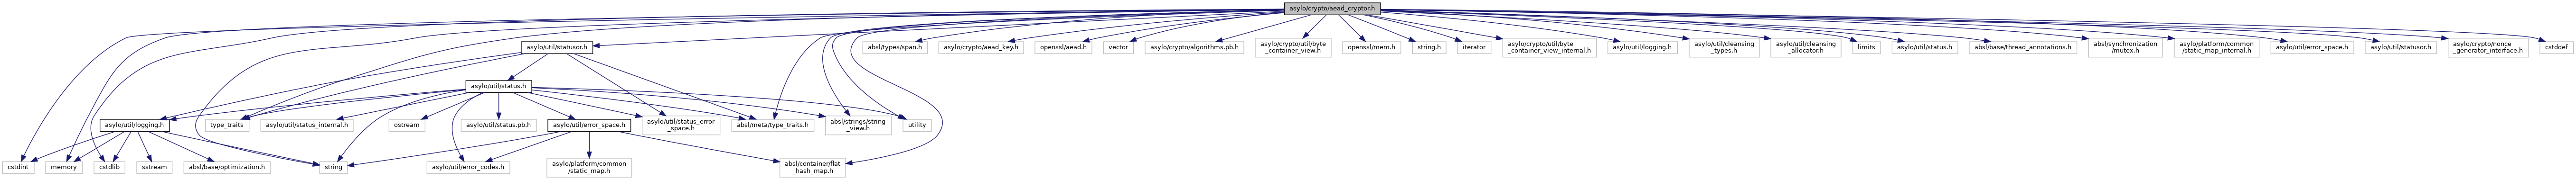 asylo/crypto/aead_cryptor.h
asylo/util/statusor.h
absl/types/span.h
asylo/crypto/aead_key.h
openssl/aead.h
vector
asylo/crypto/algorithms.pb.h
asylo/crypto/util/byte
_container_view.h
openssl/mem.h
string.h
iterator
asylo/crypto/util/byte
_container_view_internal.h
asylo/util/logging.h
asylo/util/cleansing
_types.h
asylo/util/cleansing
_allocator.h
limits
asylo/util/status.h
absl/base/thread_annotations.h
absl/synchronization
/mutex.h
asylo/platform/common
/static_map_internal.h
asylo/util/error_space.h
asylo/util/statusor.h
asylo/crypto/nonce
_generator_interface.h
cstddef
asylo/util/status.h
asylo/util/logging.h
type_traits
asylo/util/status_internal.h
ostream
asylo/util/status.pb.h
asylo/util/error_space.h
asylo/util/status_error
_space.h
absl/meta/type_traits.h
absl/strings/string
_view.h
utility
cstdint
memory
cstdlib
sstream
absl/base/optimization.h
string
asylo/util/error_codes.h
asylo/platform/common
/static_map.h
absl/container/flat
_hash_map.h